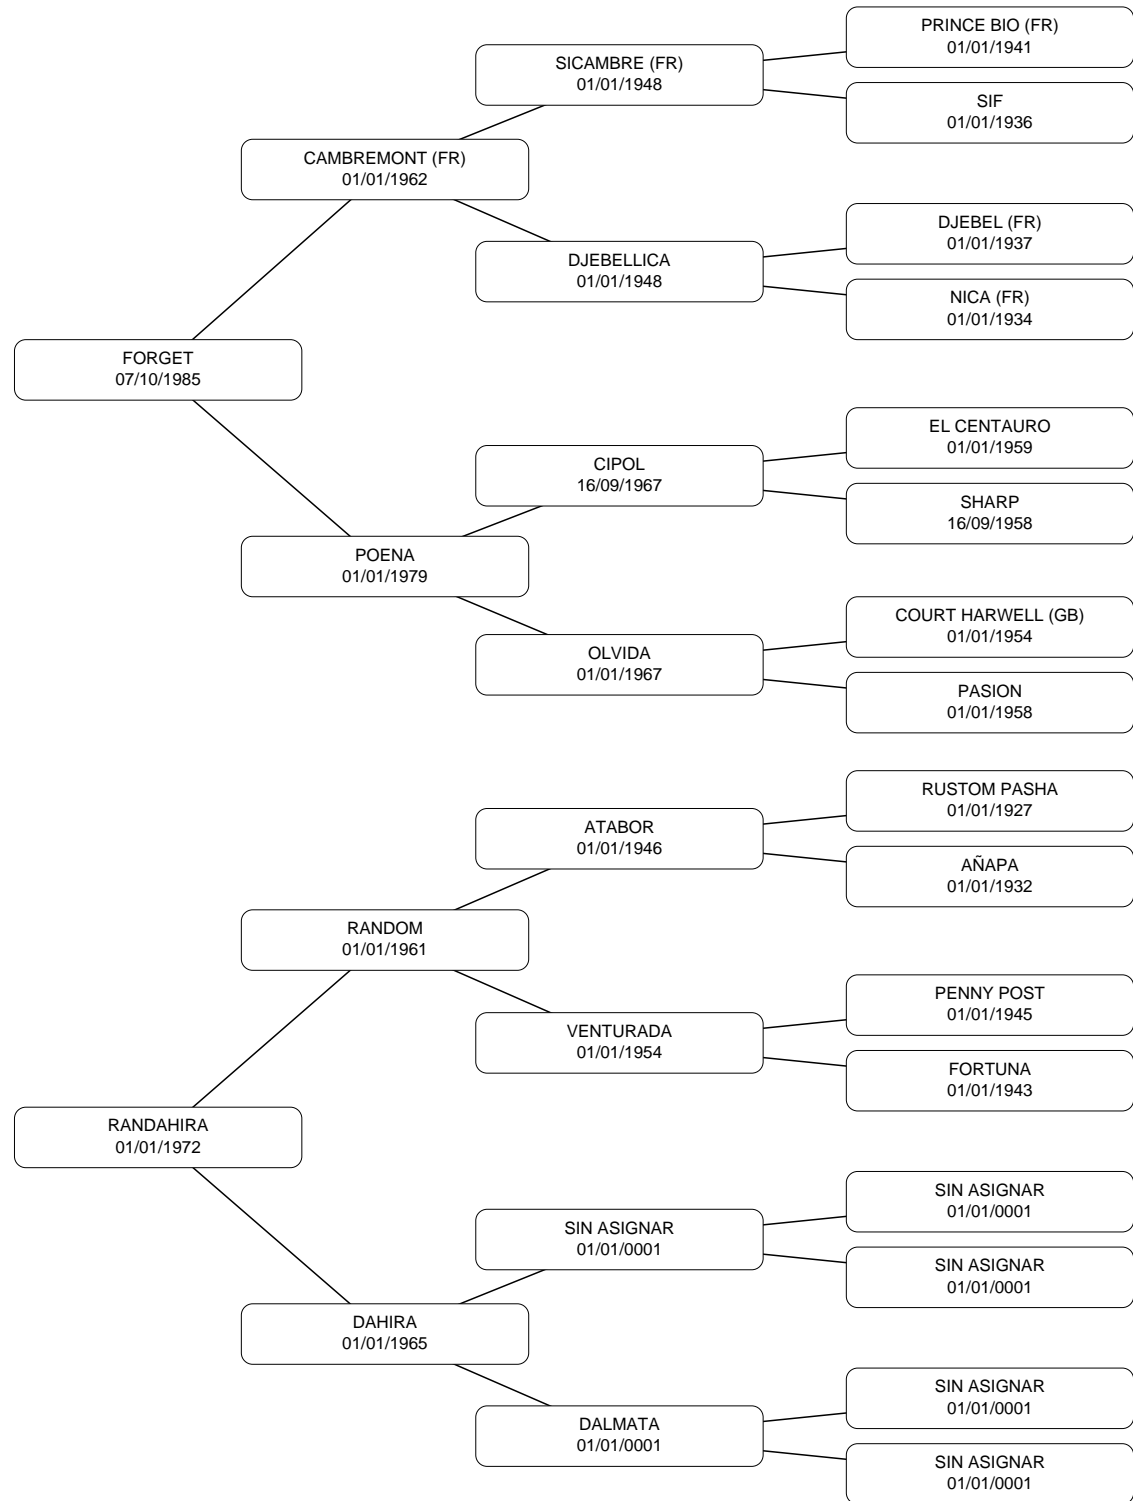 PRINCE BIO (FR)
01/01/1941
SICAMBRE (FR)
01/01/1948
SIF
01/01/1936
CAMBREMONT (FR)
01/01/1962
DJEBEL (FR)
01/01/1937
DJEBELLICA
01/01/1948
NICA (FR)
01/01/1934
FORGET
07/10/1985
EL CENTAURO
01/01/1959
CIPOL
16/09/1967
SHARP
16/09/1958
POENA
01/01/1979
COURT HARWELL (GB)
01/01/1954
OLVIDA
01/01/1967
PASION
01/01/1958
RUSTOM PASHA
01/01/1927
ATABOR
01/01/1946
AÑAPA
01/01/1932
RANDOM
01/01/1961
PENNY POST
01/01/1945
VENTURADA
01/01/1954
FORTUNA
01/01/1943
RANDAHIRA
01/01/1972
SIN ASIGNAR
01/01/0001
SIN ASIGNAR
01/01/0001
SIN ASIGNAR
01/01/0001
DAHIRA
01/01/1965
SIN ASIGNAR
01/01/0001
DALMATA
01/01/0001
SIN ASIGNAR
01/01/0001